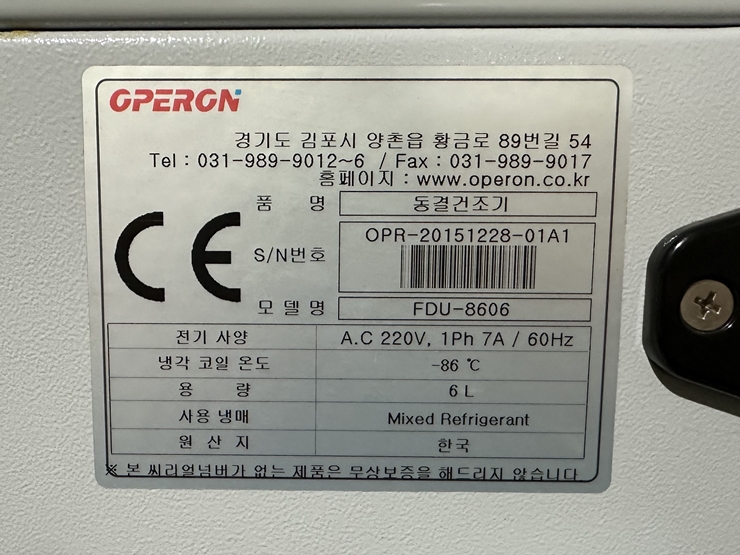 OPERON
경기도 김포시 양촌읍 황금로 89번길 54
Tel : 031-989-9012~6 / Fax : 031-989-9017
홈페이지 : www.operon.co.kr
품 명 동결건조기
CE
S/N번호 OPR-20151228-01A1
모델명 FDU-8606
전기 사양 A.C 220V, 1Ph 7A / 60Hz
냉각 코일 온도 -86 ℃
용 량 6 L
사용 냉매 Mixed Refrigerant
원 산 지 한국
※ 본 씨리얼넘버가 없는 제품은 무상보증을 해드리지 않습니다.